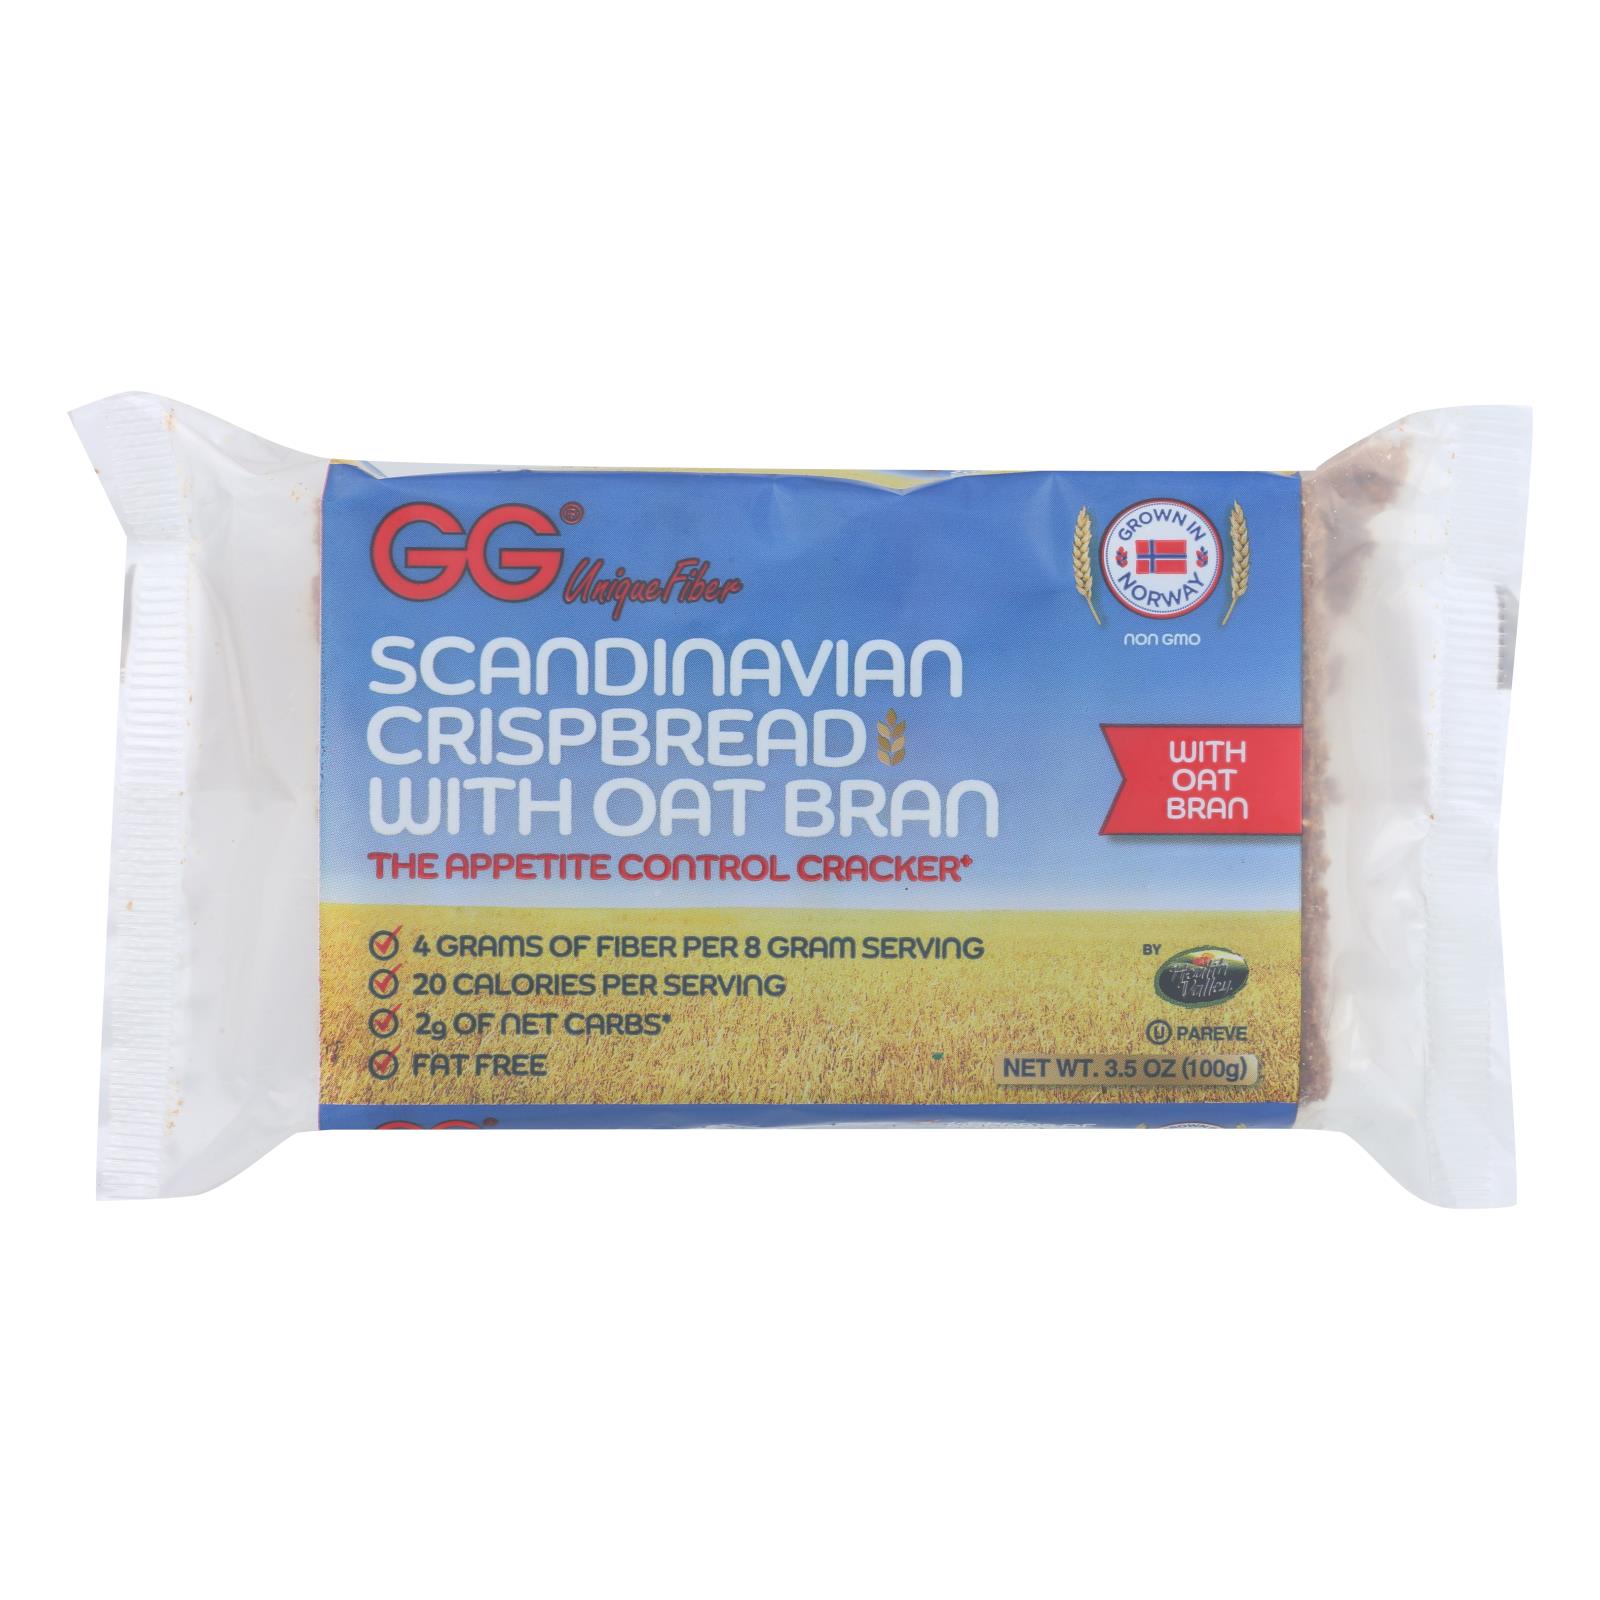 GG®
Unique Fiber
SCANDINAVIAN
CRISPBREAD
WITH OAT BRAN
THE APPETITE CONTROL CRACKER+
4 GRAMS OF FIBER PER 8 GRAM SERVING
20 CALORIES PER SERVING
2g OF NET CARBS*
FAT FREE
GROWN IN
NORWAY
NON GMO
WITH
OAT
BRAN
BY
Health
Valley
U PAREVE
NET WT. 3.5 OZ (100g)